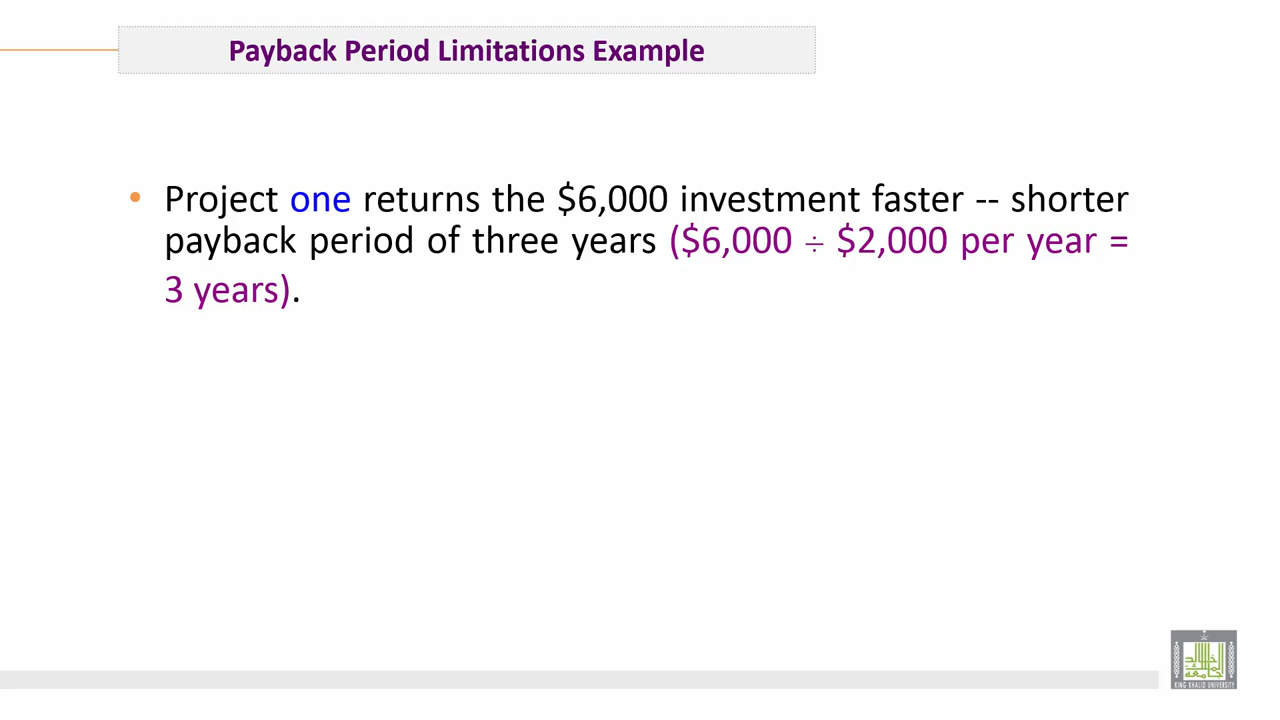 Payback Period Limitations Example
• Project one returns the $6,000 investment faster -- shorter
payback period of three years ($6,000 ÷ $2,000 per year =
3 years).
KING KHALID UNIVERSITY